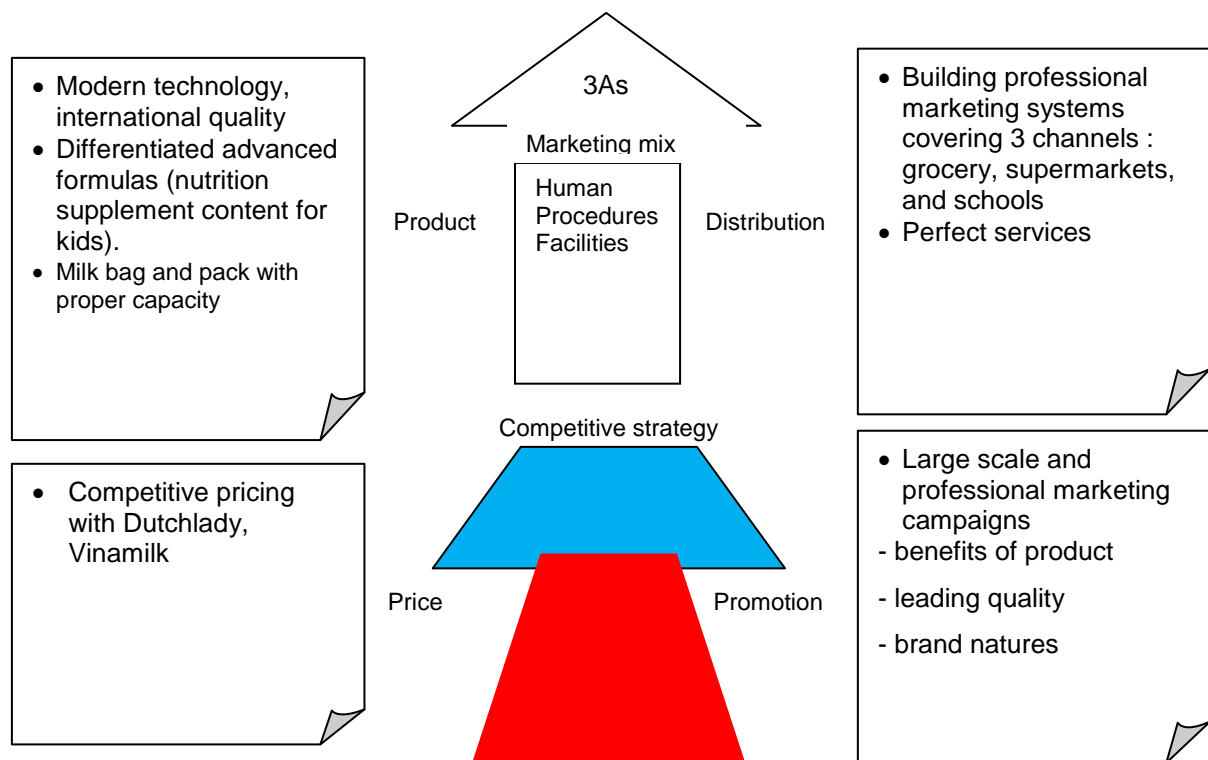 3As
Marketing mix
Human
Procedures
Facilities
Product
Distribution
• Modern technology,
international quality
• Differentiated advanced
formulas (nutrition
supplement content for
kids).
• Milk bag and pack with
proper capacity
• Building professional
marketing systems
covering 3 channels :
grocery, supermarkets,
and schools
• Perfect services
Competitive strategy
Price
Promotion
• Competitive pricing
with Dutchlady,
Vinamilk
• Large scale and
professional marketing
campaigns
- benefits of product
- leading quality
- brand natures